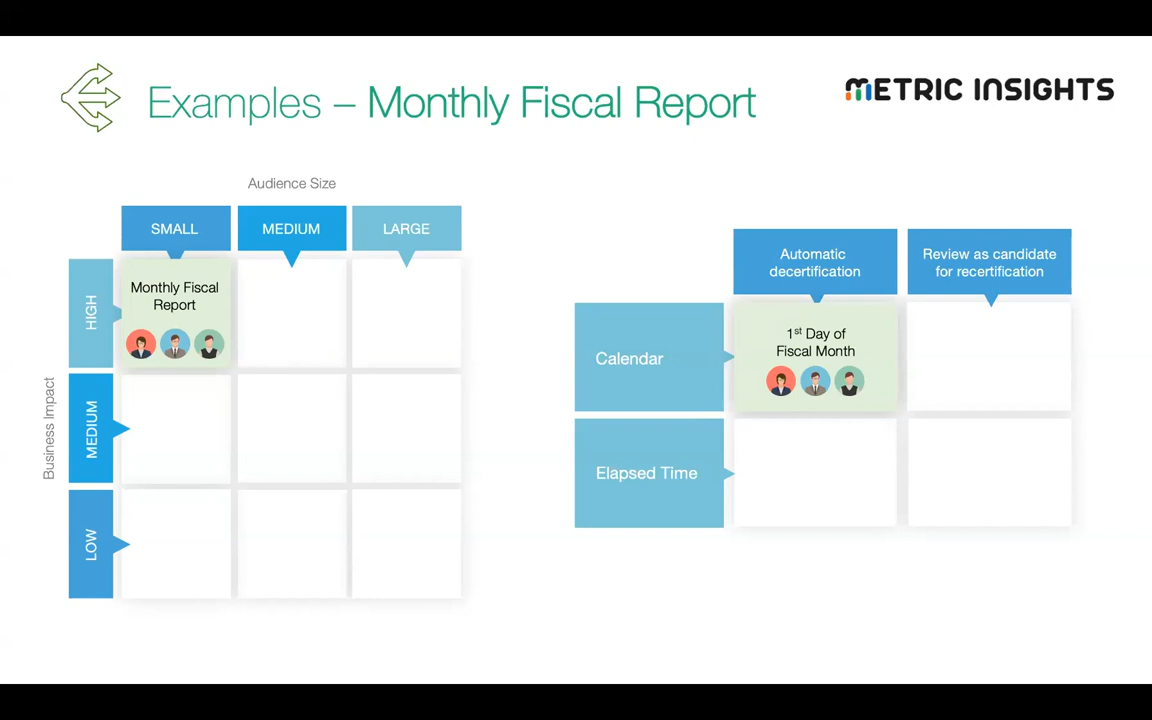 Examples – Monthly Fiscal Report
METRIC INSIGHTS
Audience Size
SMALL
MEDIUM
LARGE
Business Impact
HIGH
Monthly Fiscal
Report
MEDIUM
LOW
Automatic
decertification
Review as candidate
for recertification
Calendar
1st Day of
Fiscal Month
Elapsed Time